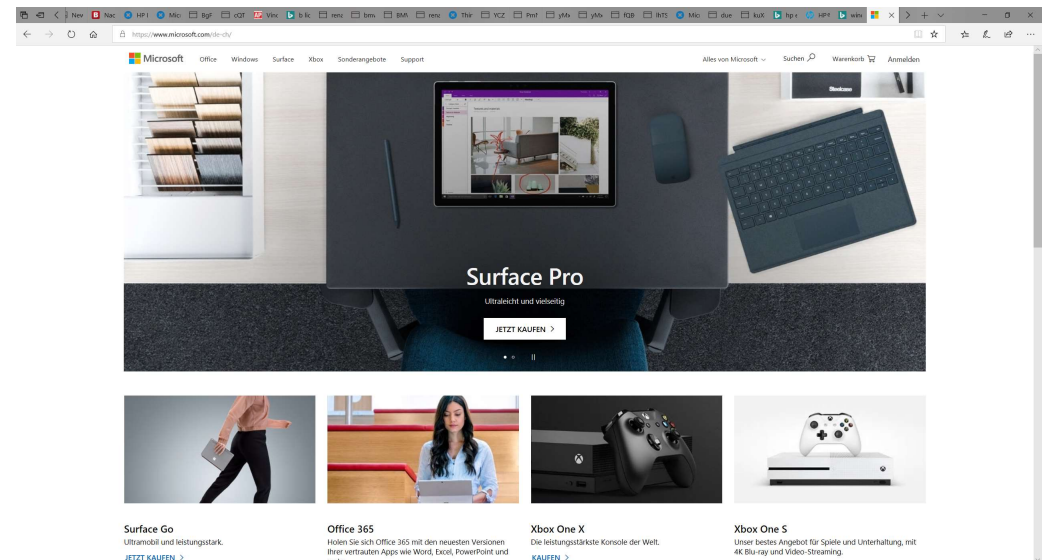 https://www.microsoft.com/de-ch/
Microsoft Office Windows Surface Xbox Sonderangebote Support Alles von Microsoft Suchen Warenkorb Anmelden
Surface Pro
Ultraleicht und vielseitig
JETZT KAUFEN >
Surface Go
Ultramobil und leistungsstark.
JETZT KAUFEN >
Office 365
Holen Sie sich Office 365 mit den neuesten Versionen
Ihrer vertrauten Apps wie Word, Excel, PowerPoint und
Xbox One X
Die leistungsstärkste Konsole der Welt.
KAUFEN >
Xbox One S
Unser bestes Angebot für Spiele und Unterhaltung, mit
4K Blu-ray und Video-Streaming.